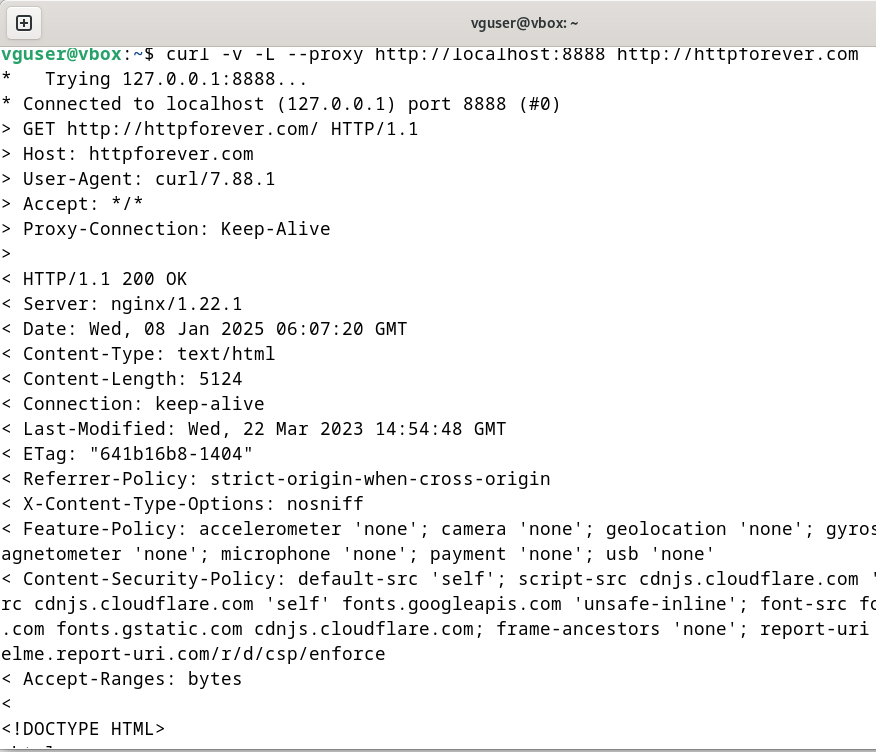 vguser@vbox: ~
vguser@vbox:~$ curl -v -L --proxy http://localhost:8888 http://httpforever.com
*   Trying 127.0.0.1:8888...
* Connected to localhost (127.0.0.1) port 8888 (#0)
> GET http://httpforever.com/ HTTP/1.1
> Host: httpforever.com
> User-Agent: curl/7.88.1
> Accept: */*
> Proxy-Connection: Keep-Alive
>
< HTTP/1.1 200 OK
< Server: nginx/1.22.1
< Date: Wed, 08 Jan 2025 06:07:20 GMT
< Content-Type: text/html
< Content-Length: 5124
< Connection: keep-alive
< Last-Modified: Wed, 22 Mar 2023 14:54:48 GMT
< ETag: "641b16b8-1404"
< Referrer-Policy: strict-origin-when-cross-origin
< X-Content-Type-Options: nosniff
< Feature-Policy: accelerometer 'none'; camera 'none'; geolocation 'none'; gyros
agnetometer 'none'; microphone 'none'; payment 'none'; usb 'none'
< Content-Security-Policy: default-src 'self'; script-src cdnjs.cloudflare.com '
rc cdnjs.cloudflare.com 'self' fonts.googleapis.com 'unsafe-inline'; font-src fo
.com fonts.gstatic.com cdnjs.cloudflare.com; frame-ancestors 'none'; report-uri
elme.report-uri.com/r/d/csp/enforce
< Accept-Ranges: bytes
<
<!DOCTYPE HTML>